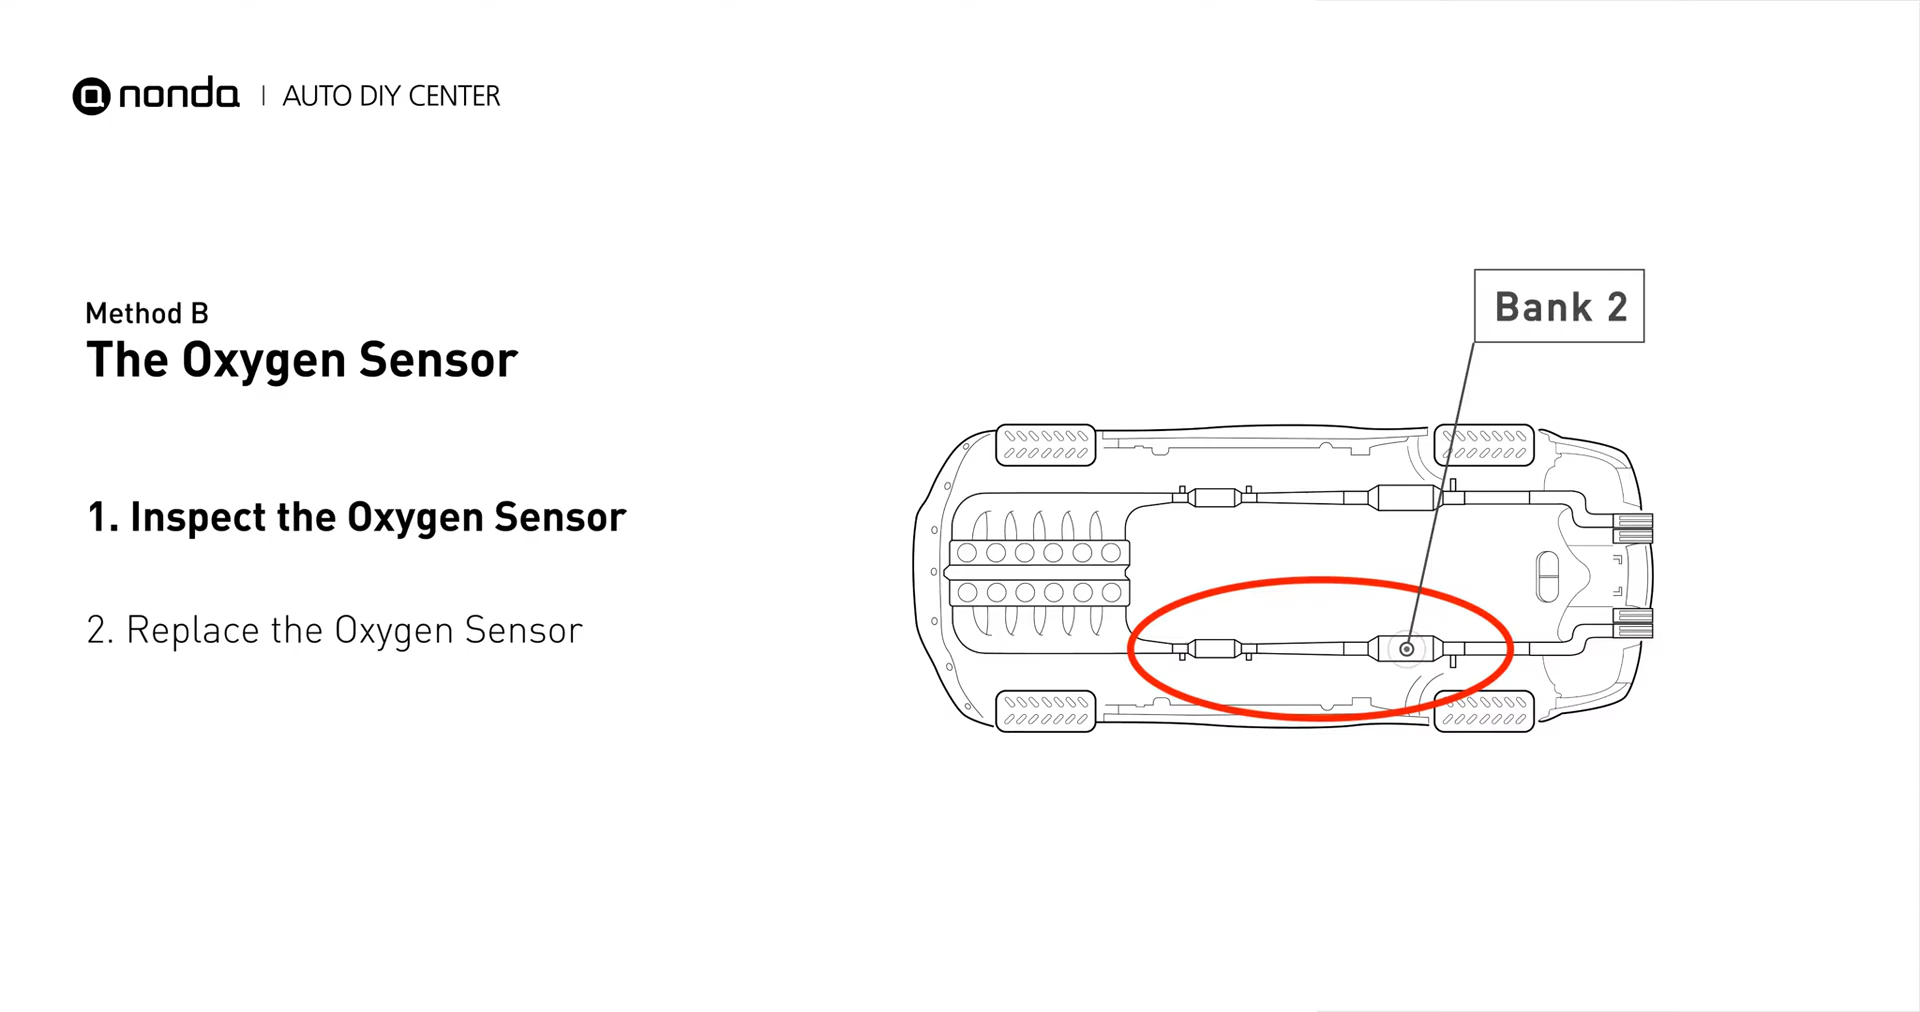 nonda | AUTO DIY CENTER
Bank 2
Method B
The Oxygen Sensor
1. Inspect the Oxygen Sensor
2. Replace the Oxygen Sensor